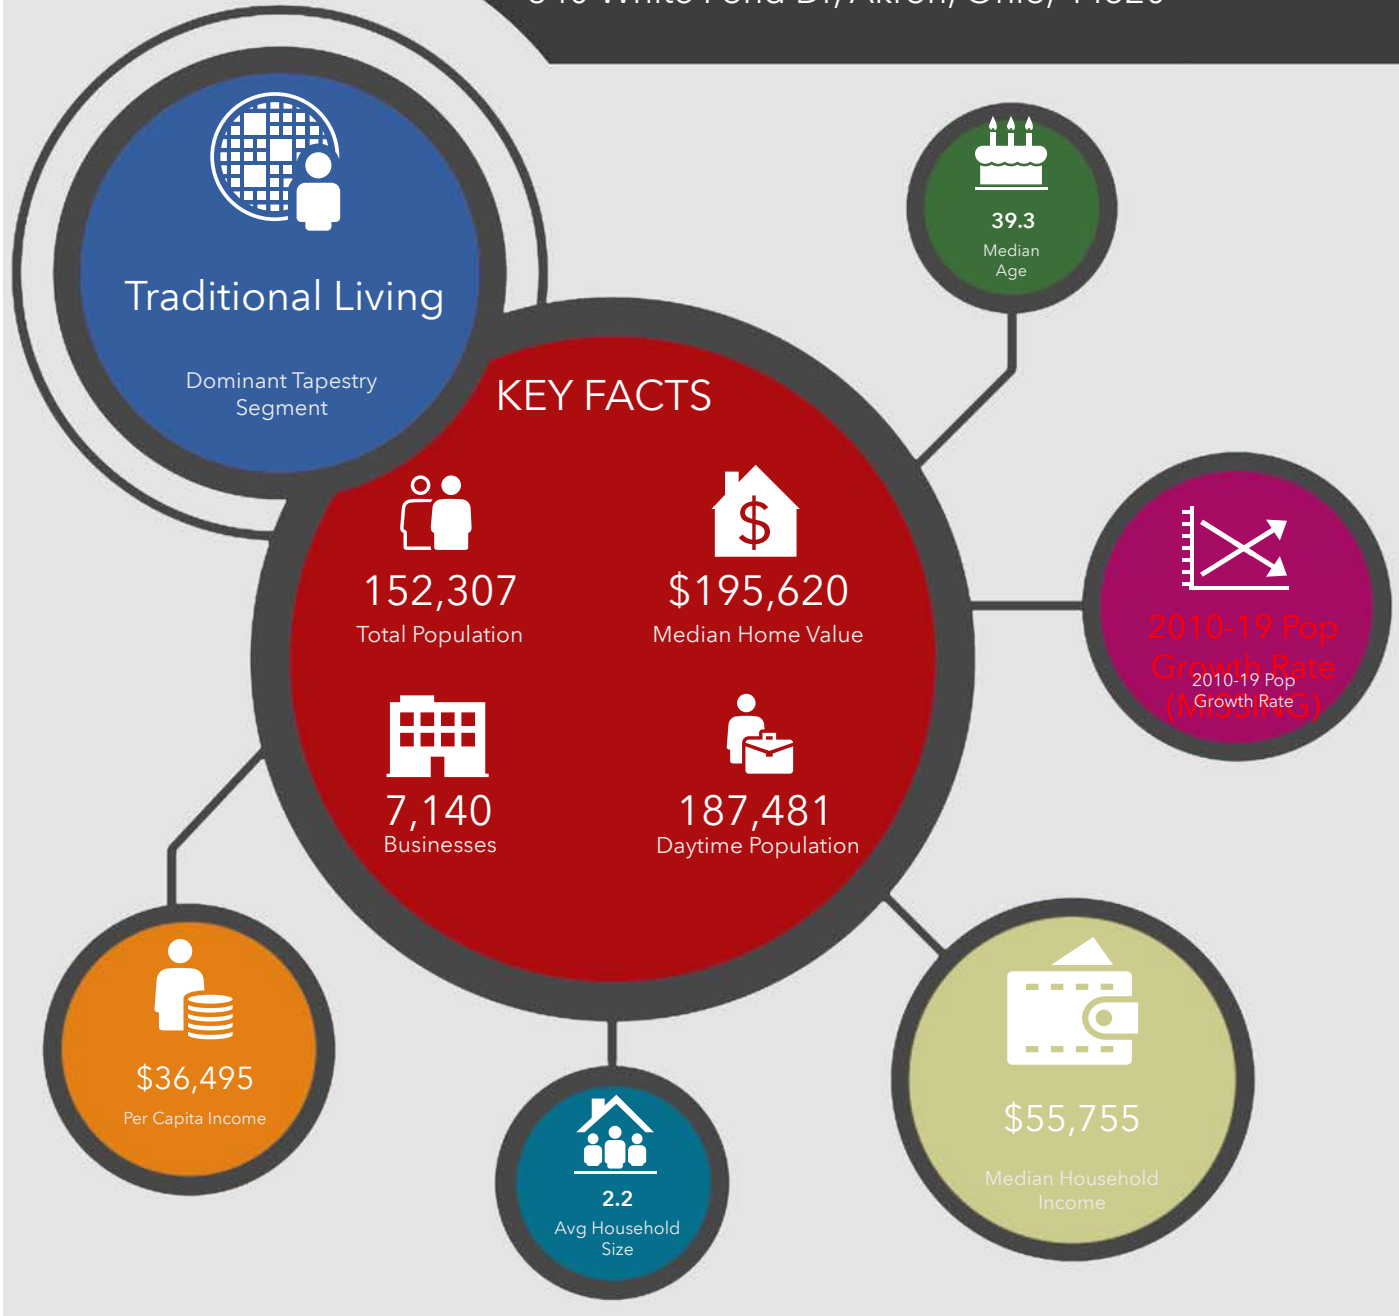 Traditional Living
Dominant Tapestry
Segment
KEY FACTS
152,307
Total Population
$195,620
Median Home Value
7,140
Businesses
187,481
Daytime Population
39.3
Median
Age
2010-19 Pop
Growth Rate
(MISSING)
2010-19 Pop
Growth Rate
$36,495
Per Capita Income
2.2
Avg Household
Size
$55,755
Median Household
Income